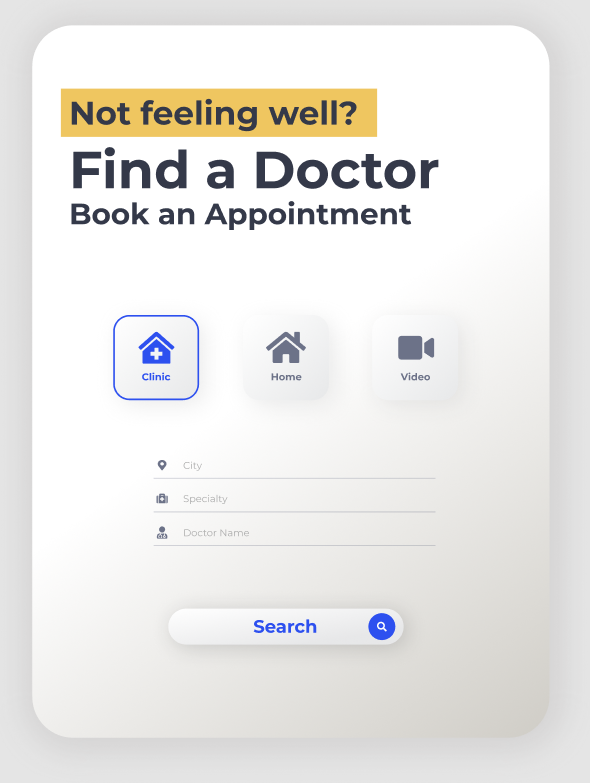 Not feeling well?
Find a Doctor
Book an Appointment
Clinic
Home
Video
City
Specialty
Doctor Name
Search